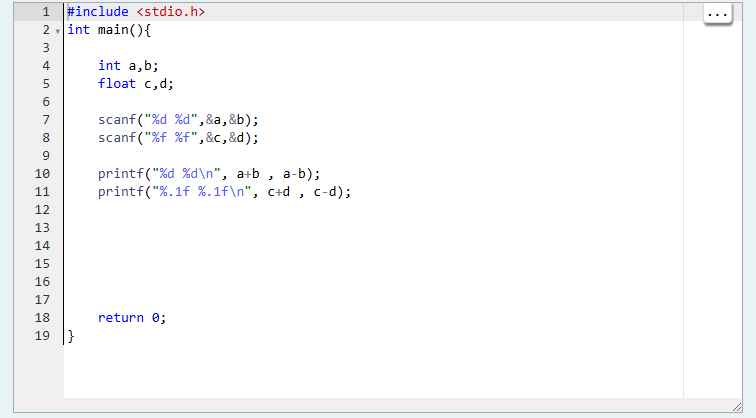 ...
1 #include <stdio.h>
2 int main(){
3
4 int a,b;
5 float c,d;
6
7 scanf("%d %d",&a,&b);
8 scanf("%f %f",&c,&d);
9
10 printf("%d %d\n", a+b , a-b);
11 printf("%.1f %.1f\n", c+d , c-d);
12
13
14
15
16
17
18 return 0;
19 }